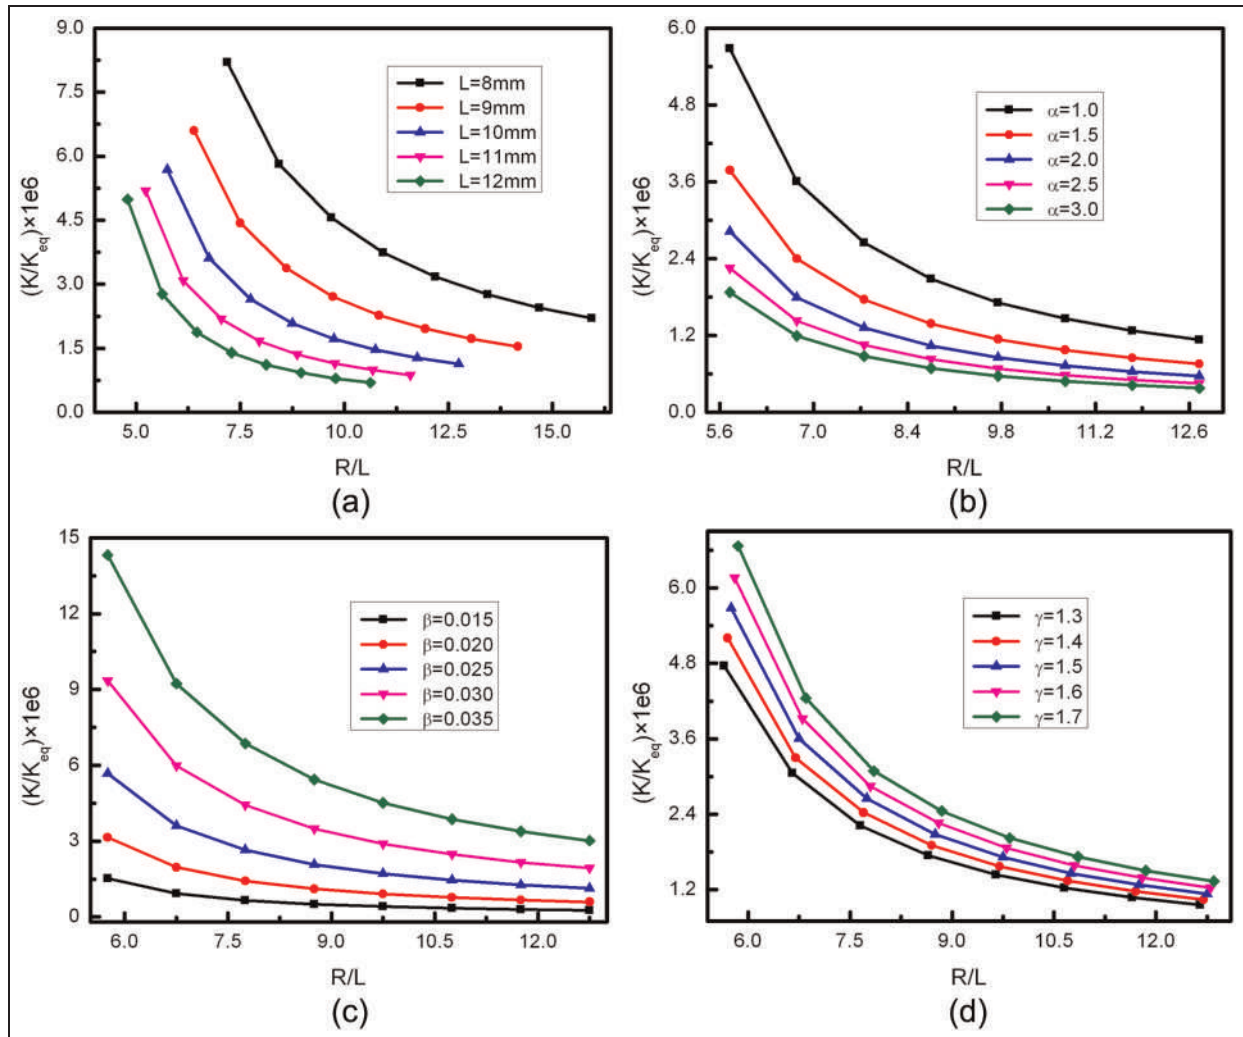 (K/K_eq)×1e6
9.0
7.5
6.0
4.5
3.0
1.5
0.0
L=8mm
L=9mm
L=10mm
L=11mm
L=12mm
5.0 7.5 10.0 12.5 15.0
R/L
(a)
(K/K_eq)×1e6
6.0
4.8
3.6
2.4
1.2
0.0
α=1.0
α=1.5
α=2.0
α=2.5
α=3.0
5.6 7.0 8.4 9.8 11.2 12.6
R/L
(b)
(K/K_eq)×1e6
15
14
9
6
3
0
β=0.015
β=0.020
β=0.025
β=0.030
β=0.035
6.0 7.5 9.0 10.5 12.0
R/L
(c)
(K/K_eq)×1e6
6.0
4.8
3.6
2.4
1.2
γ=1.3
γ=1.4
γ=1.5
γ=1.6
γ=1.7
6.0 7.5 9.0 10.5 12.0
R/L
(d)